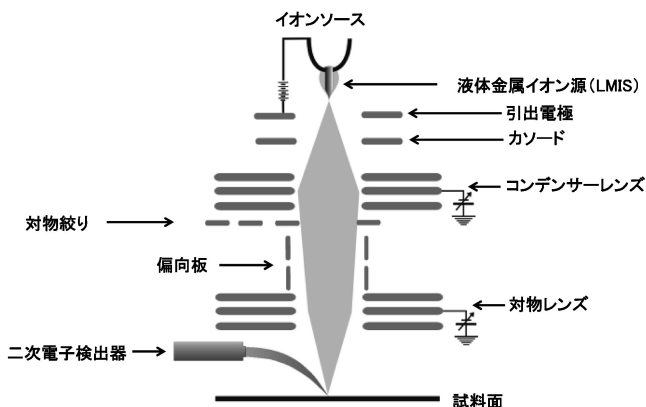 イオンソース
液体金属イオン源(LMIS)
引出電極
カソード
コンデンサーレンズ
対物絞り
偏向板
対物レンズ
二次電子検出器
試料面